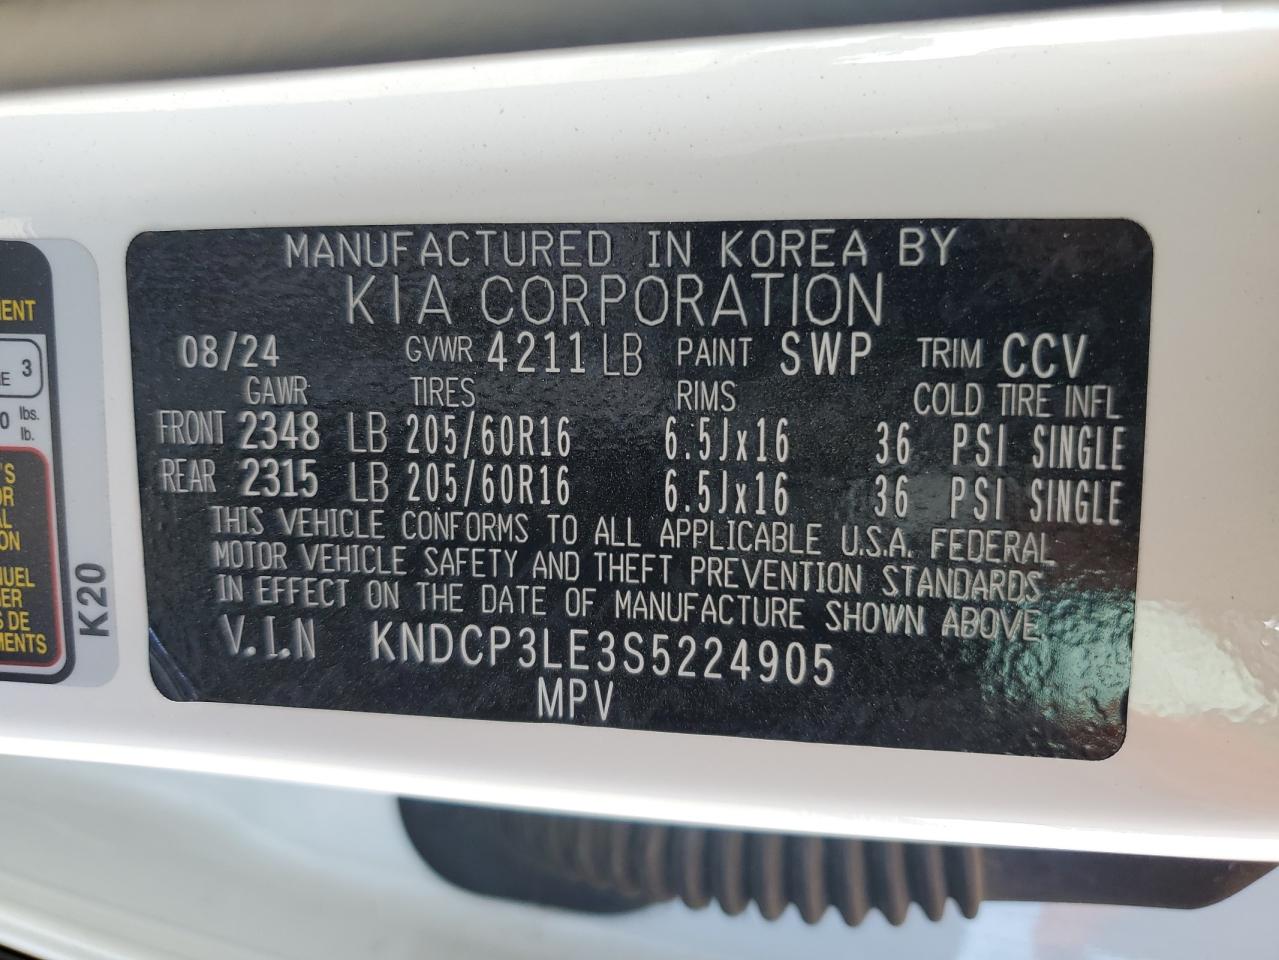 MANUFACTURED IN KOREA BY
KIA CORPORATION
08/24 GVWR 4211 LB PAINT SWP TRIM CCV
GAWR TIRES RIMS COLD TIRE INFL
FRONT 2348 LB 205/60R16 6.5Jx16 36 PSI SINGLE
REAR 2315 LB 205/60R16 6.5Jx16 36 PSI SINGLE
THIS VEHICLE CONFORMS TO ALL APPLICABLE U.S.A. FEDERAL
MOTOR VEHICLE SAFETY AND THEFT PREVENTION STANDARDS
IN EFFECT ON THE DATE OF MANUFACTURE SHOWN ABOVE
V.I.N KNDCP3LE3S5224905
MPV
3
lbs.
lb.
K20